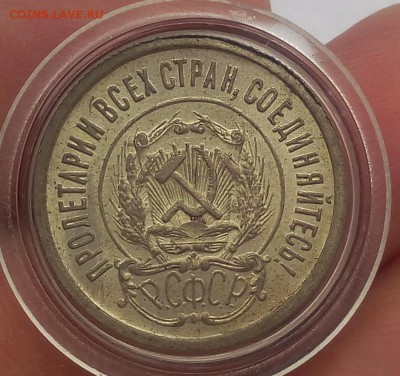 COINS.LAVE.RU
ПРОЛЕТАРИИ ВСЕХ СТРАН, СОЕДИНЯЙТЕСЬ!
Р.С.Ф.С.Р.